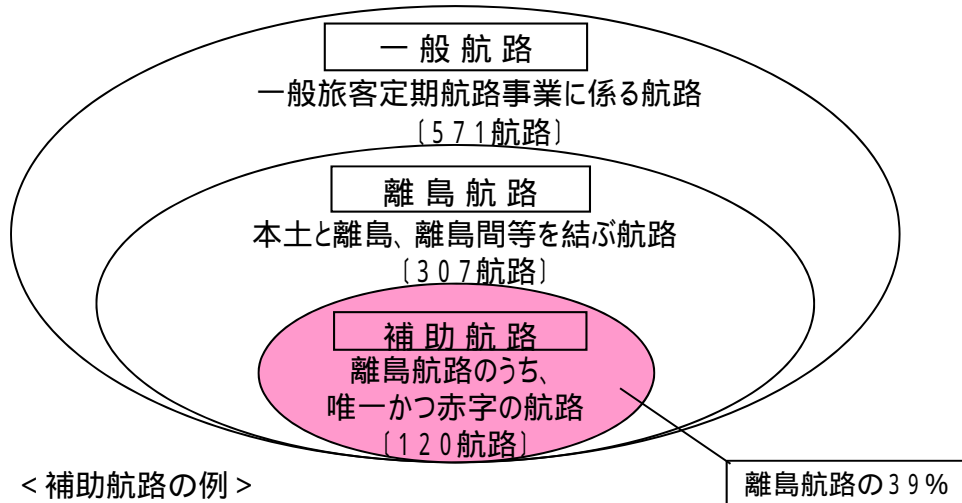 一般航路
一般旅客定期航路事業に係る航路
〔571航路〕
離島航路
本土と離島、離島間等を結ぶ航路
〔307航路〕
補助航路
離島航路のうち、
唯一かつ赤字の航路
〔120航路〕
<補助航路の例>
離島航路の39%